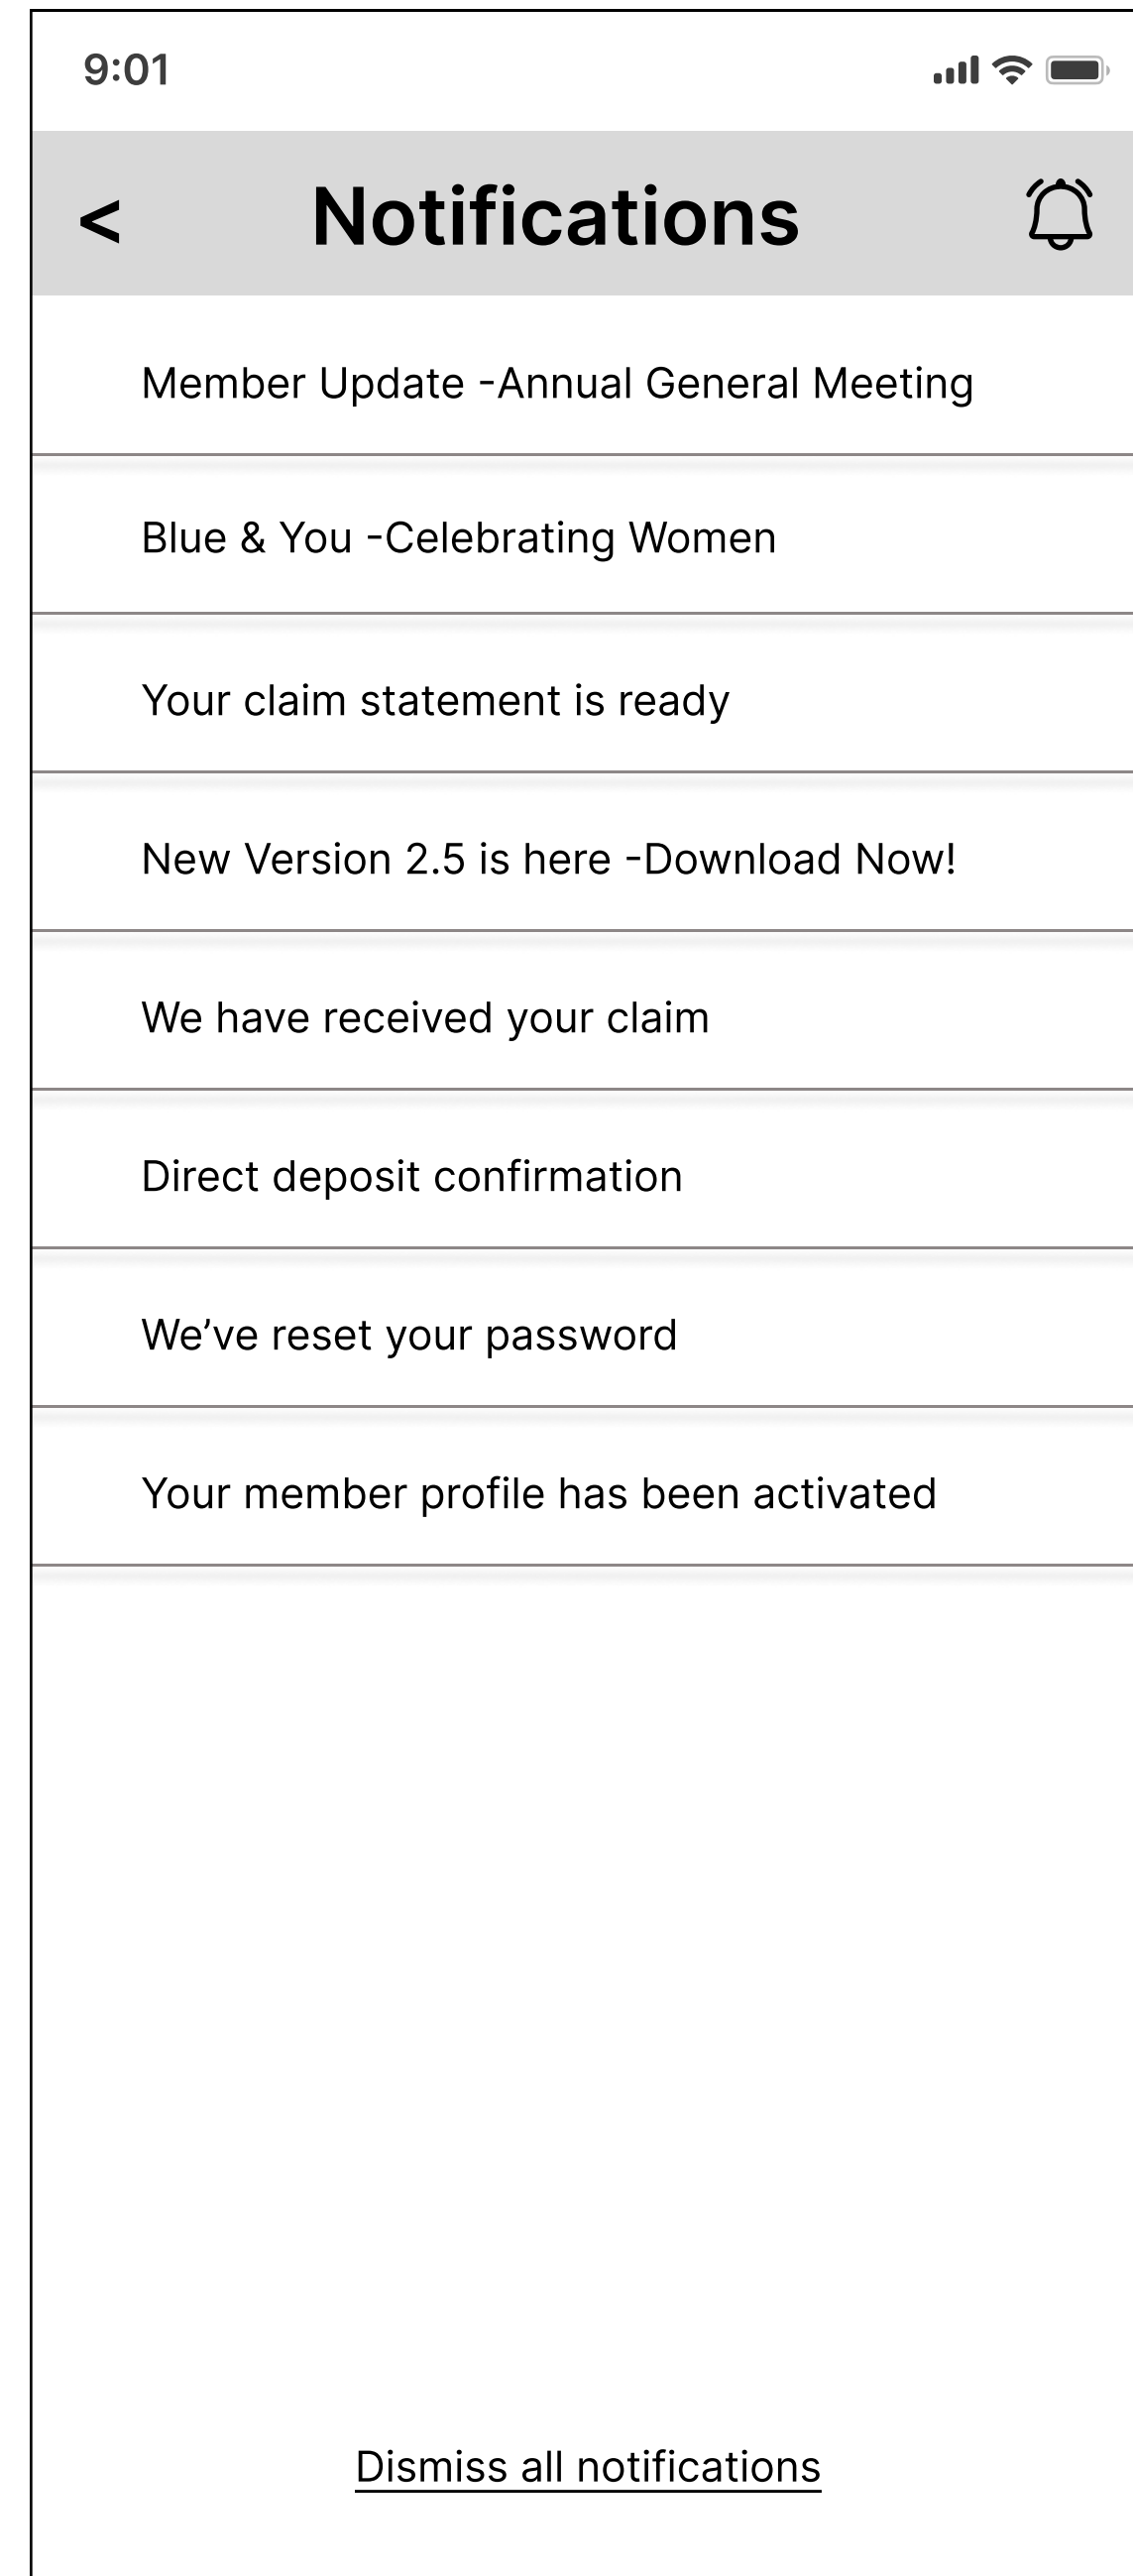 9:01
< Notifications
Member Update -Annual General Meeting
Blue & You -Celebrating Women
Your claim statement is ready
New Version 2.5 is here -Download Now!
We have received your claim
Direct deposit confirmation
We’ve reset your password
Your member profile has been activated
Dismiss all notifications